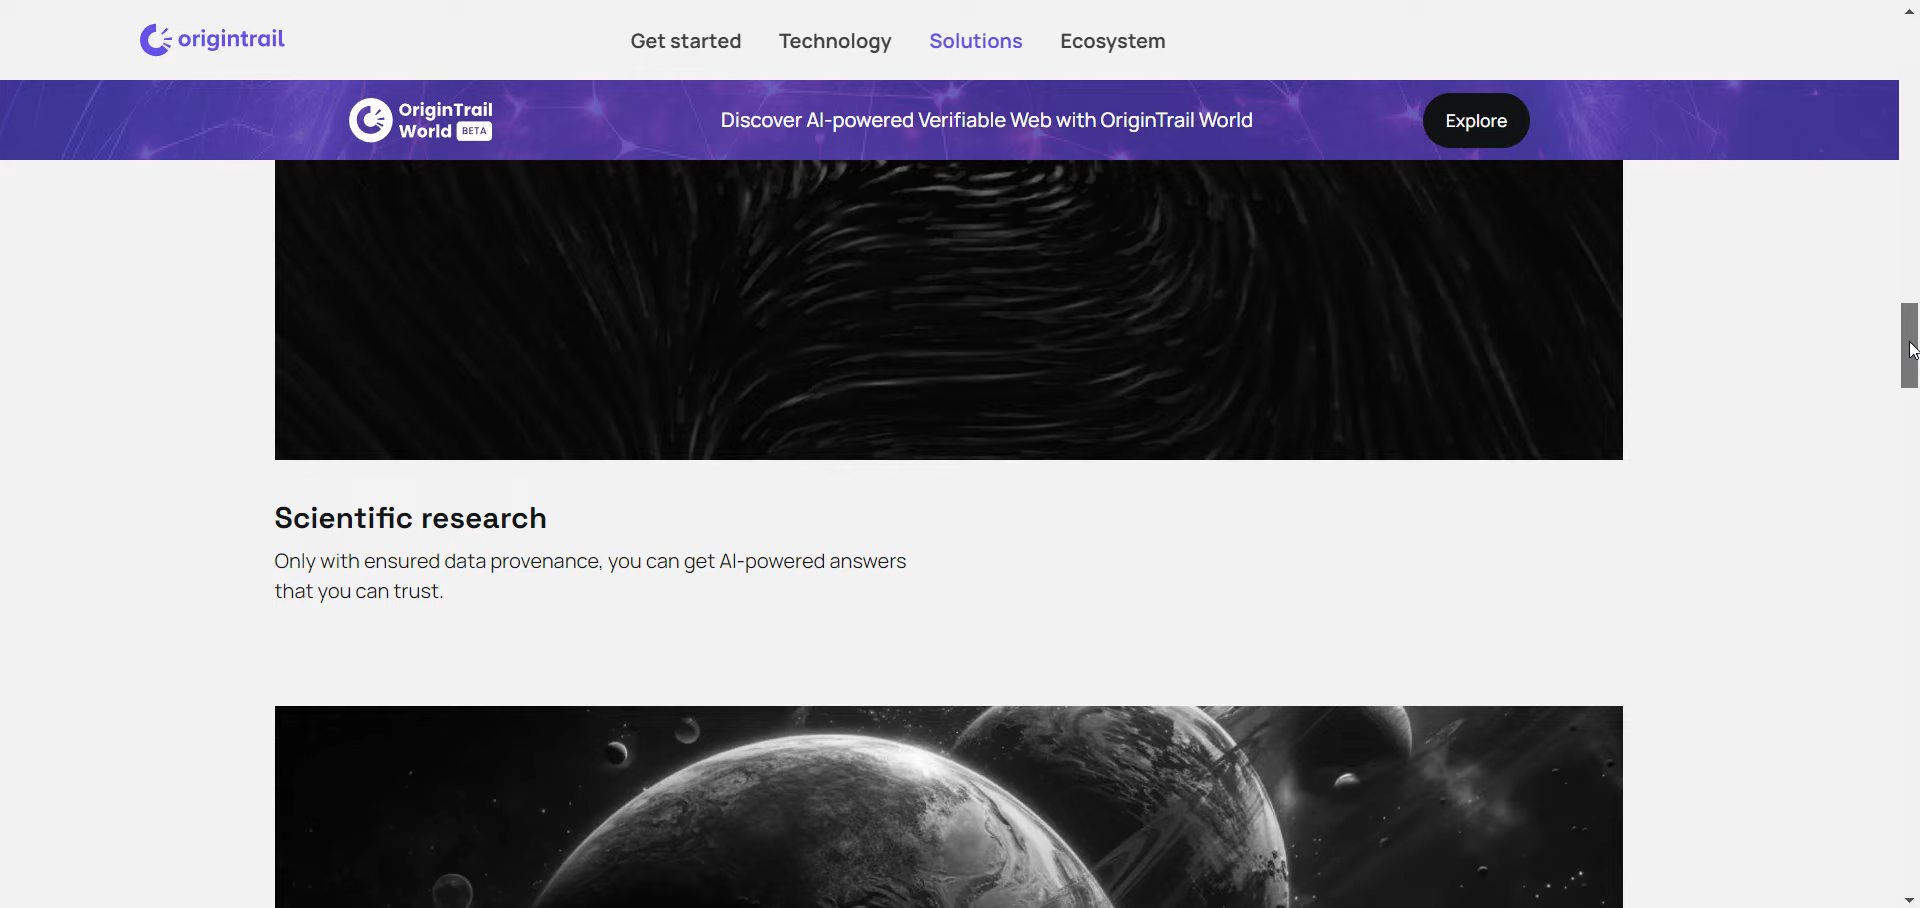 origintrail
Get started
Technology
Solutions
Ecosystem
OriginTrail
World BETA
Discover AI-powered Verifiable Web with OriginTrail World
Explore
Scientific research
Only with ensured data provenance, you can get AI-powered answers
that you can trust.